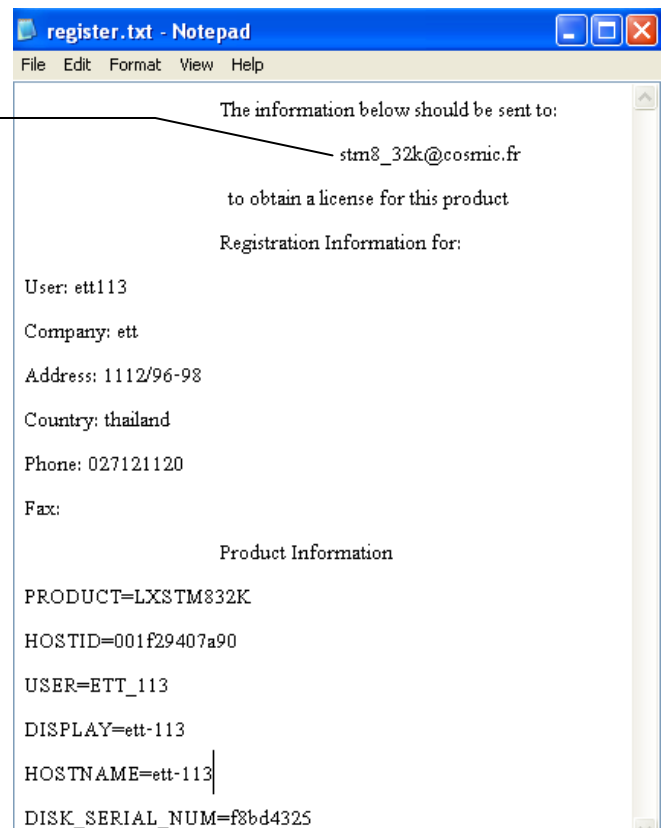 register.txt - Notepad
File Edit Format View Help
The information below should be sent to:
stm8_32k@cosmic.fr
to obtain a license for this product
Registration Information for:
User: ett113
Company: ett
Address: 1112/96-98
Country: thailand
Phone: 027121120
Fax:
Product Information
PRODUCT=LXSTM832K
HOSTID=001f29407a90
USER=ETT_113
DISPLAY=ett-113
HOSTNAME=ett-113
DISK_SERIAL_NUM=f8bd4325